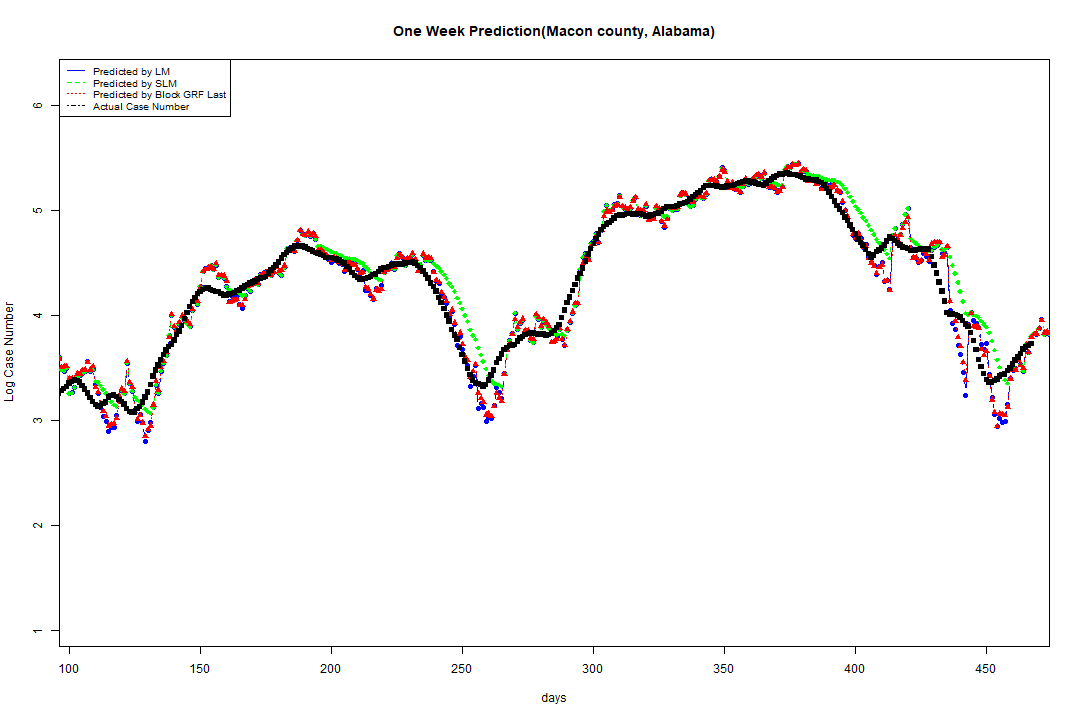 One Week Prediction(Macon county, Alabama)
Predicted by LM
Predicted by SLM
Predicted by Block GRF Last
Actual Case Number
6
5
4
3
2
1
Log Case Number
100 150 200 250 300 350 400 450
days